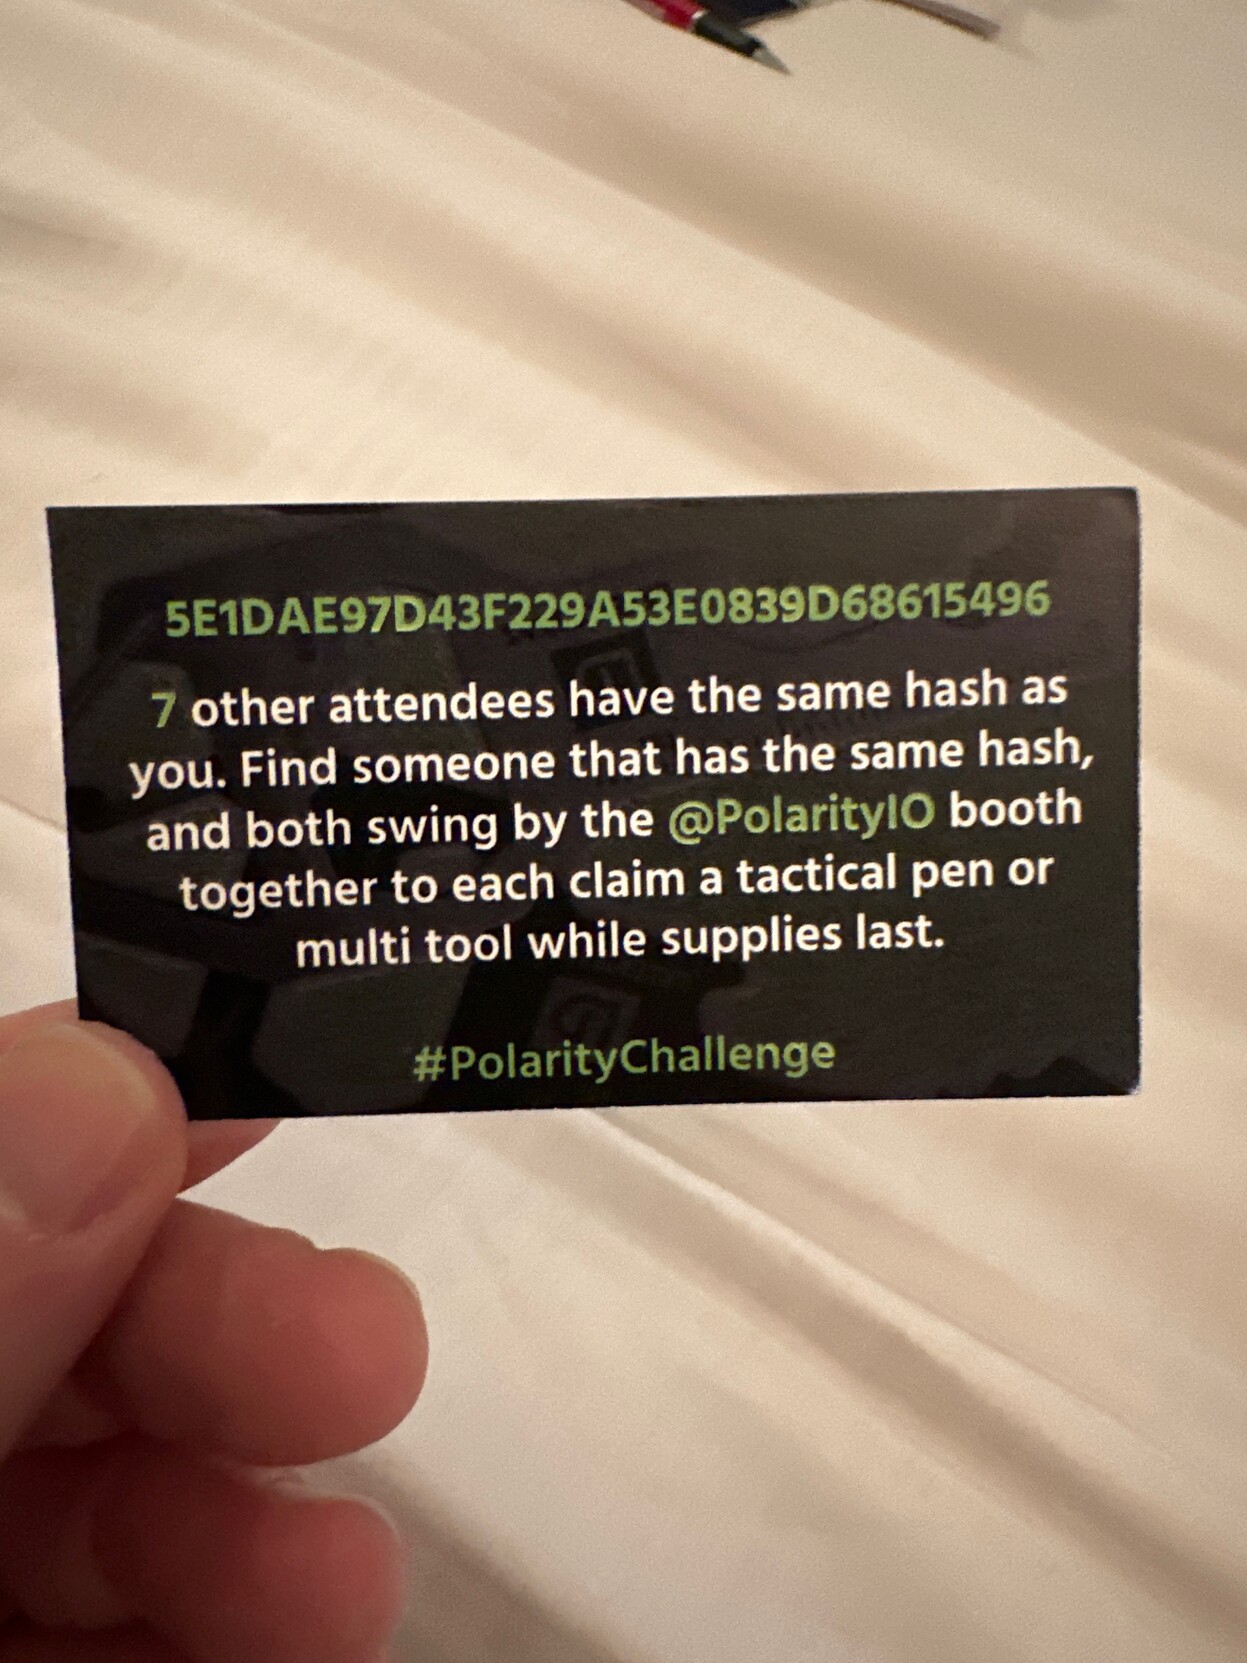 5E1DAE97D43F229A53E0839D68615496
7 other attendees have the same hash as
you. Find someone that has the same hash,
and both swing by the @PolarityIO booth
together to each claim a tactical pen or
multi tool while supplies last.
#PolarityChallenge